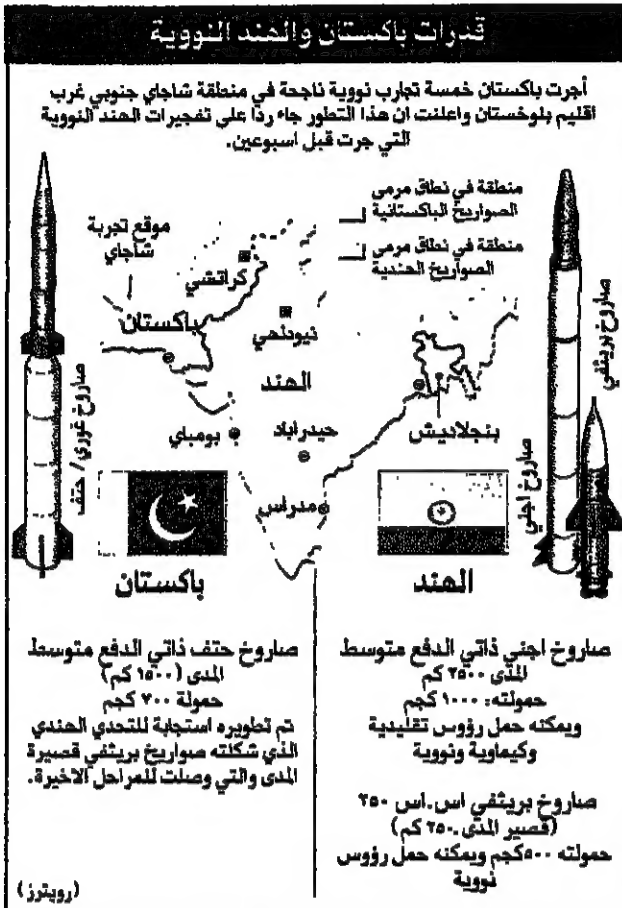 قدرات باكستان والهند النووية
أجرت باكستان خمسة تجارب نووية ناجحة في منطقة شاجاي جنوبي غرب
اقليم بلوخستان واعلنت ان هذا التطور جاء ردا على تفجيرات الهند النووية
التي جرت قبل اسبوعين.
منطقة في نطاق مرمى
الصواريخ الباكستانية
منطقة في نطاق مرمى
الصواريخ الهندية
موقع تجربة
شاجاي
كراتشي
باكستان
نيودلهي
الهند
بنجلاديش
حيدراباد
بومباي
مدراس
صاروخ غوري/ حتف
صاروخ بريثفي
صاروخ اجني
باكستان
الهند
صاروخ اجني ذاتي الدفع متوسط
المدى ٢٥٠٠ كم
حمولته: ١٠٠٠ كجم
ويمكنه حمل رؤوس تقليدية
وكيماوية ونووية
صاروخ بريثفي اس.اس ٢٥٠
(قصير المدى.٢٥٠ كم)
حمولته ٥٠٠كجم ويمكنه حمل رؤوس
نووية
صاروخ حتف ذاتي الدفع متوسط
المدى (١٥٠٠ كم)
حمولة ٧٠٠ كجم
تم تطويره استجابة للتحدي الهندي
الذي شكلته صواريخ بريثفي قصيرة
المدى والتي وصلت للمراحل الاخيرة.
(رويترز)